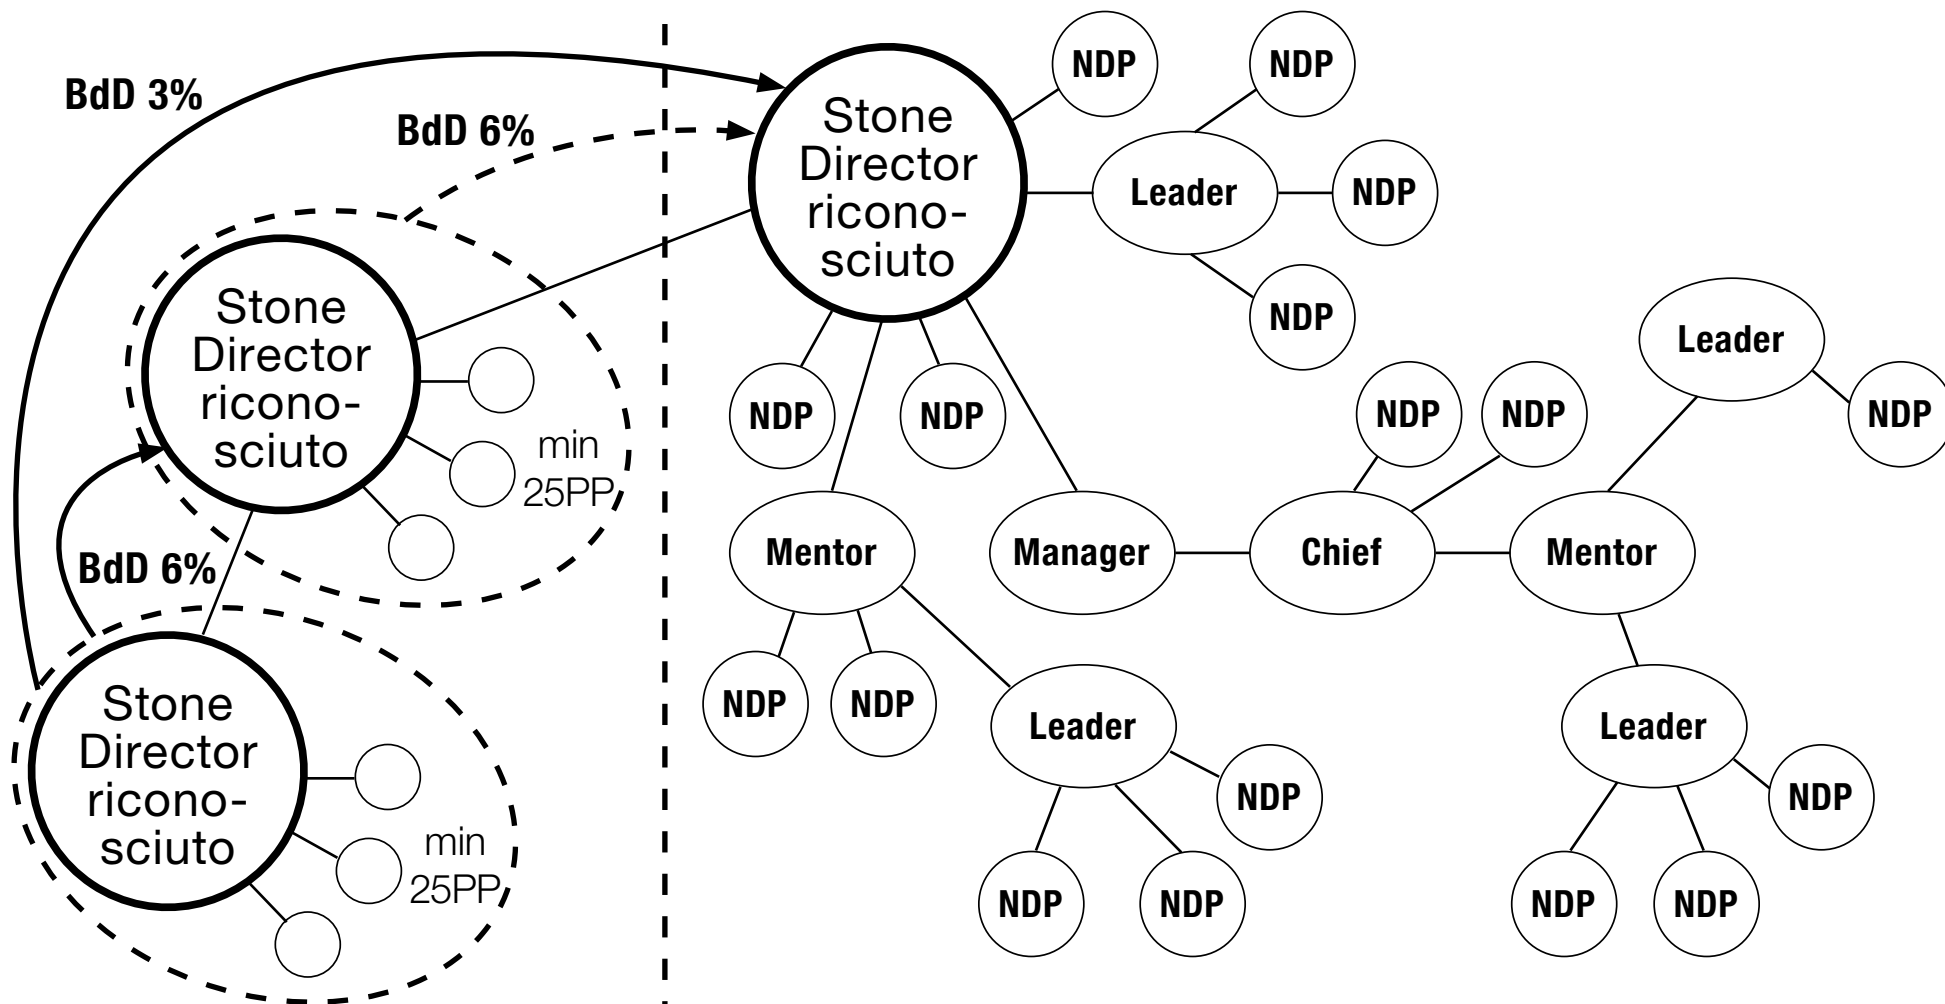 BdD 3%
BdD 6%
Stone
Director
ricono-
sciuto
min
25PP
BdD 6%
Stone
Director
ricono-
sciuto
min
25PP
Stone
Director
ricono-
sciuto
NDP
NDP
Leader
NDP
NDP
NDP
NDP
Leader
NDP
NDP
NDP
Mentor
Manager
Chief
Mentor
NDP
NDP
Leader
NDP
NDP
NDP
Leader
NDP
NDP
NDP